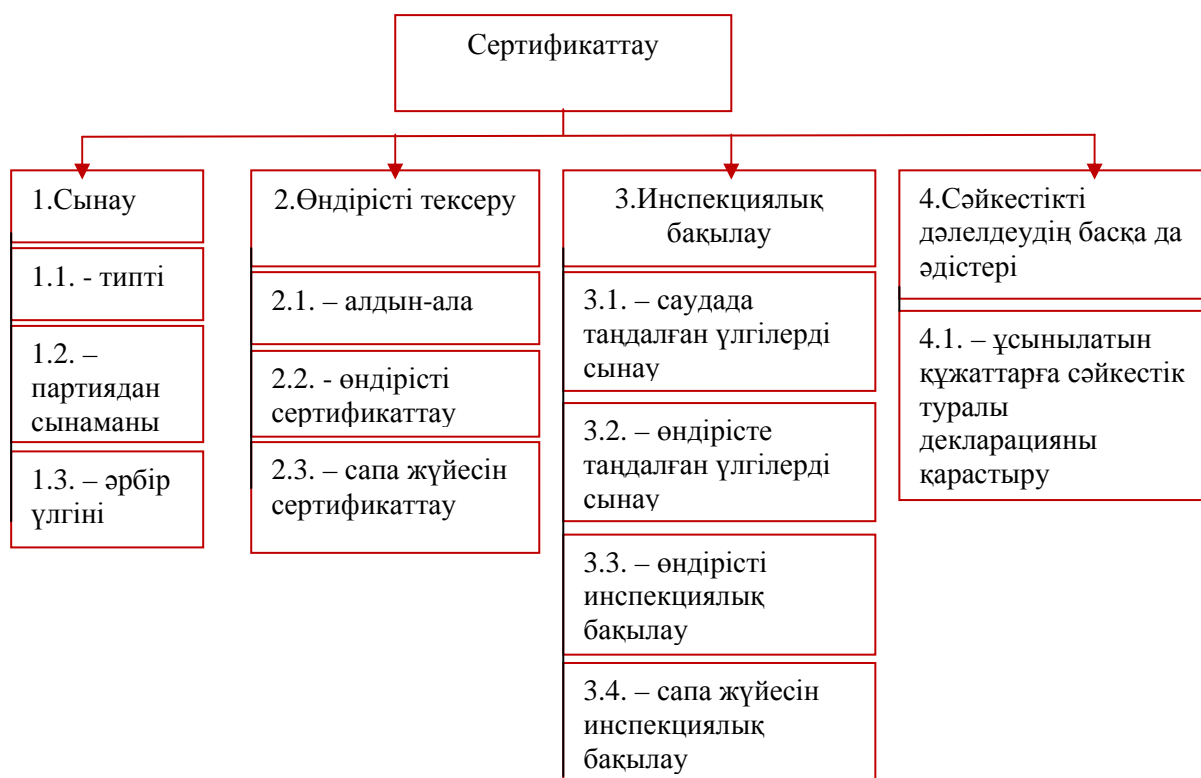 Сертификаттау
1.Сынау
1.1. - типті
1.2. –
партиядан
сынаманы
1.3. – әрбір
үлгіні
2.Өндірісті тексеру
2.1. – алдын-ала
2.2. - өндірісті
сертификаттау
2.3. – сапа жүйесін
сертификаттау
3.Инспекциялық
бақылау
3.1. – саудада
таңдалған үлгілерді
сынау
3.2. – өндірісте
таңдалған үлгілерді
сынау
3.3. – өндірісті
инспекциялық
бақылау
3.4. – сапа жүйесін
инспекциялық
бақылау
4.Сәйкестікті
дәлелдеудің басқа да
әдістері
4.1. – ұсынылатын
құжаттарға сәйкестік
туралы
декларацияны
қарастыру